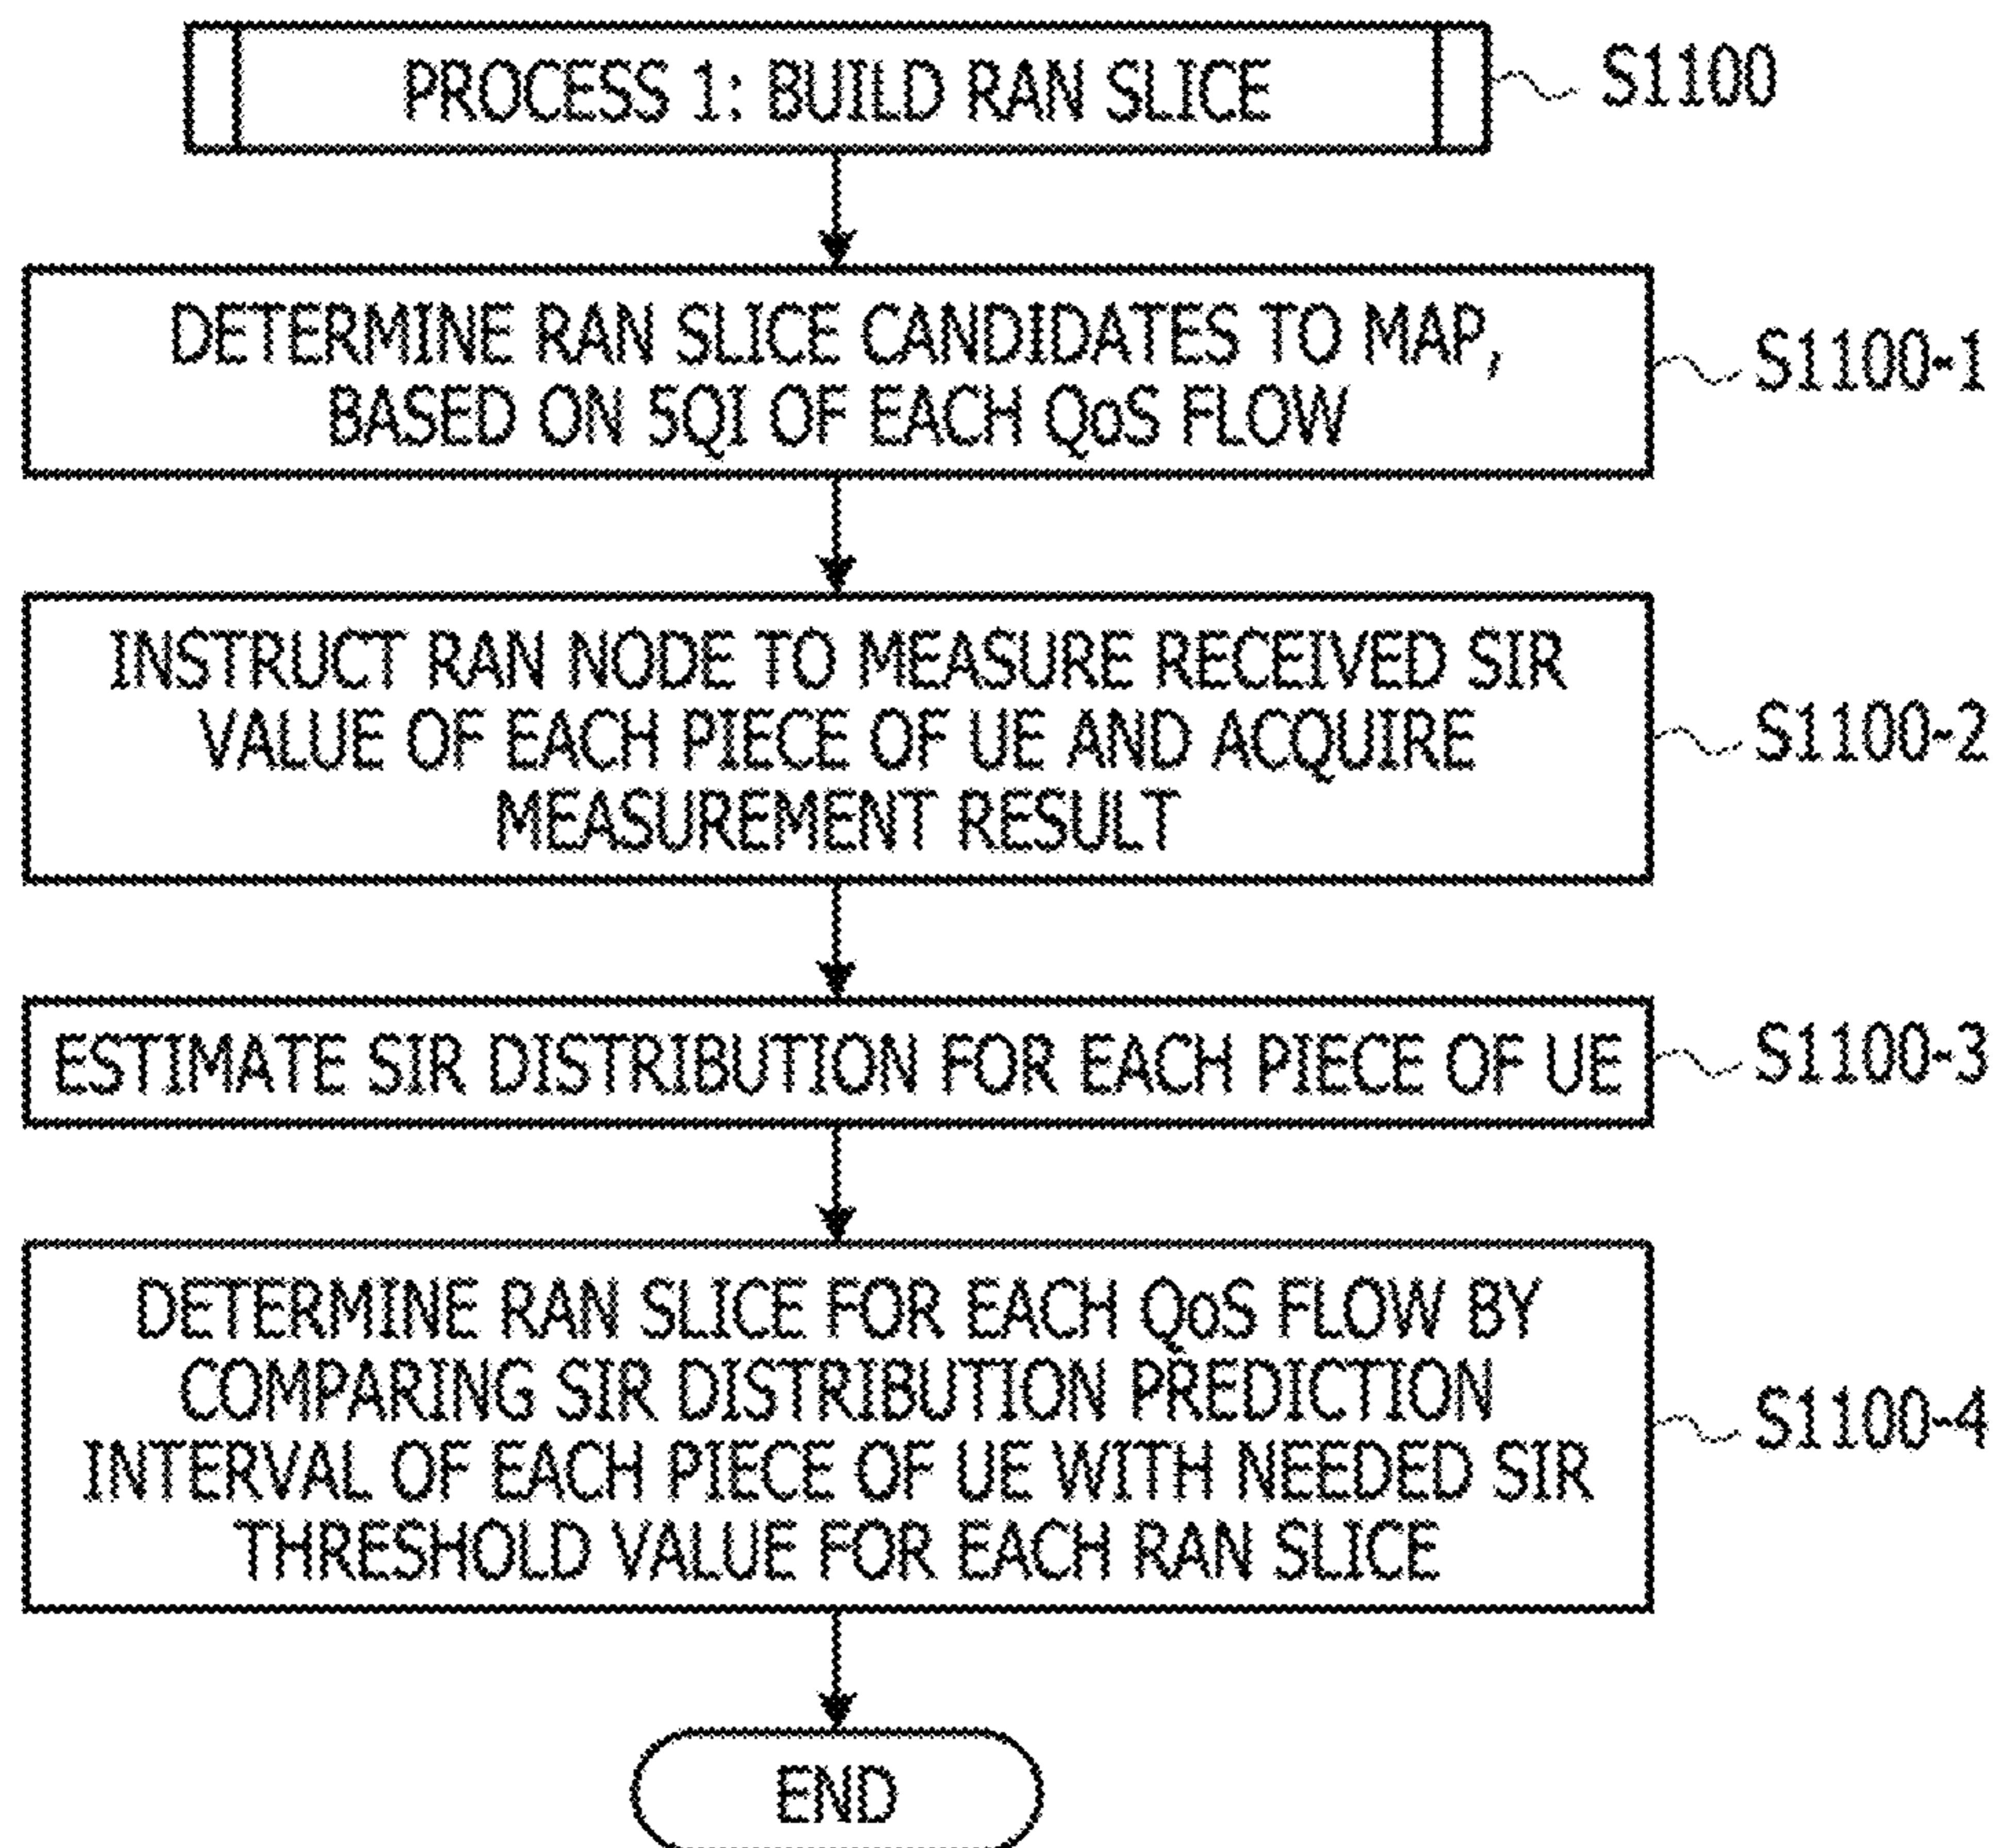 PROCESS 1: BUILD RAN SLICE
S1100
DETERMINE RAN SLICE CANDIDATES TO MAP,
BASED ON 5QI OF EACH QoS FLOW
S1100-1
INSTRUCT RAN NODE TO MEASURE RECEIVED SIR
VALUE OF EACH PIECE OF UE AND ACQUIRE
MEASUREMENT RESULT
S1100-2
ESTIMATE SIR DISTRIBUTION FOR EACH PIECE OF UE
S1100-3
DETERMINE RAN SLICE FOR EACH QoS FLOW BY
COMPARING SIR DISTRIBUTION PREDICTION
INTERVAL OF EACH PIECE OF UE WITH NEEDED SIR
THRESHOLD VALUE FOR EACH RAN SLICE
S1100-4
END